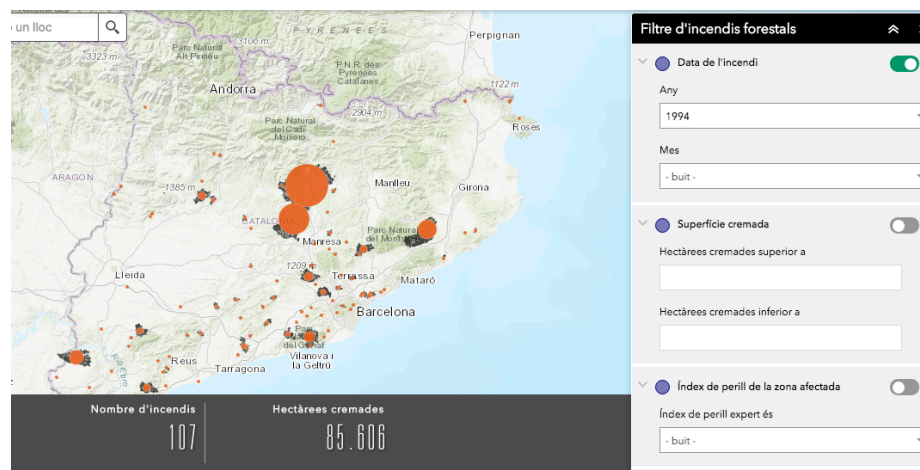 un lloc
Filtre d'incendis forestals
Data de l'incendi
Any
1994
Mes
- buit -
Superfície cremada
Hectàrees cremades superior a
Hectàrees cremades inferior a
Índex de perill de la zona afectada
Índex de perill expert és
- buit -
PYRENEES
Perpignan
Parc Natural
Alt Pirineu
3323 m
P.N.R. des
Pyrenees
Catalanes
Andorra
1122 m
2904 m
Parc Natural
del Cadí-
Moixeró
Roses
ARAGON
1385 m
Manlleu
Girona
CATALONIA
Parc Natural
Manresa
1209 m
Lleida
Terrassa
Mataró
Barcelona
Parc
del Garraf
Reus
Vilanova i
la Geltrú
Tarragona
Nombre d'incendis
107
Hectàrees cremades
85.606